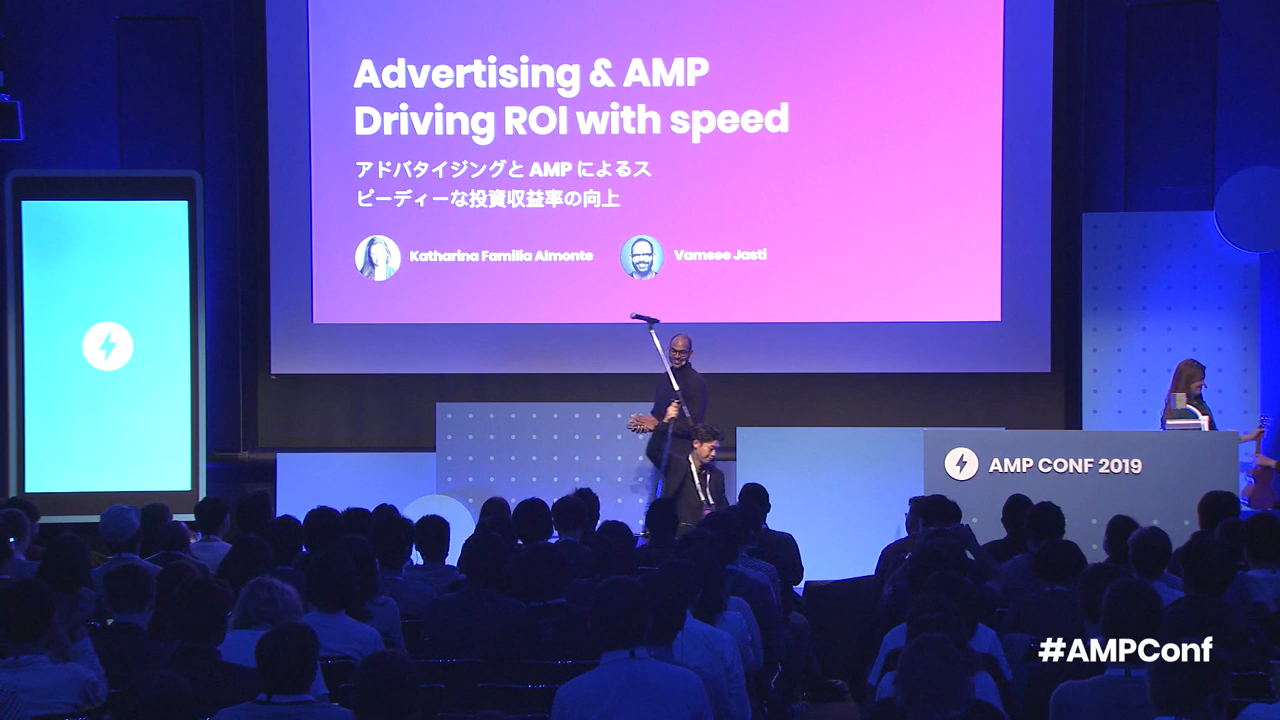 Advertising & AMP
Driving ROI with speed
アドバタイジングと AMP によるス
ピーディーな投資収益率の向上
Katharina Familia Almonte
Vamsee Jasti
AMP CONF 2019
#AMPConf